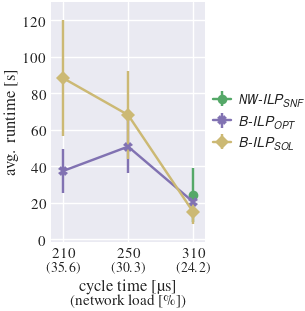 120
100
80
60
40
20
0
avg. runtime [s]
210 250 310
(35.6) (30.3) (24.2)
cycle time [µs]
(network load [%])
NW-ILP_SNF
B-ILP_OPT
B-ILP_SOL